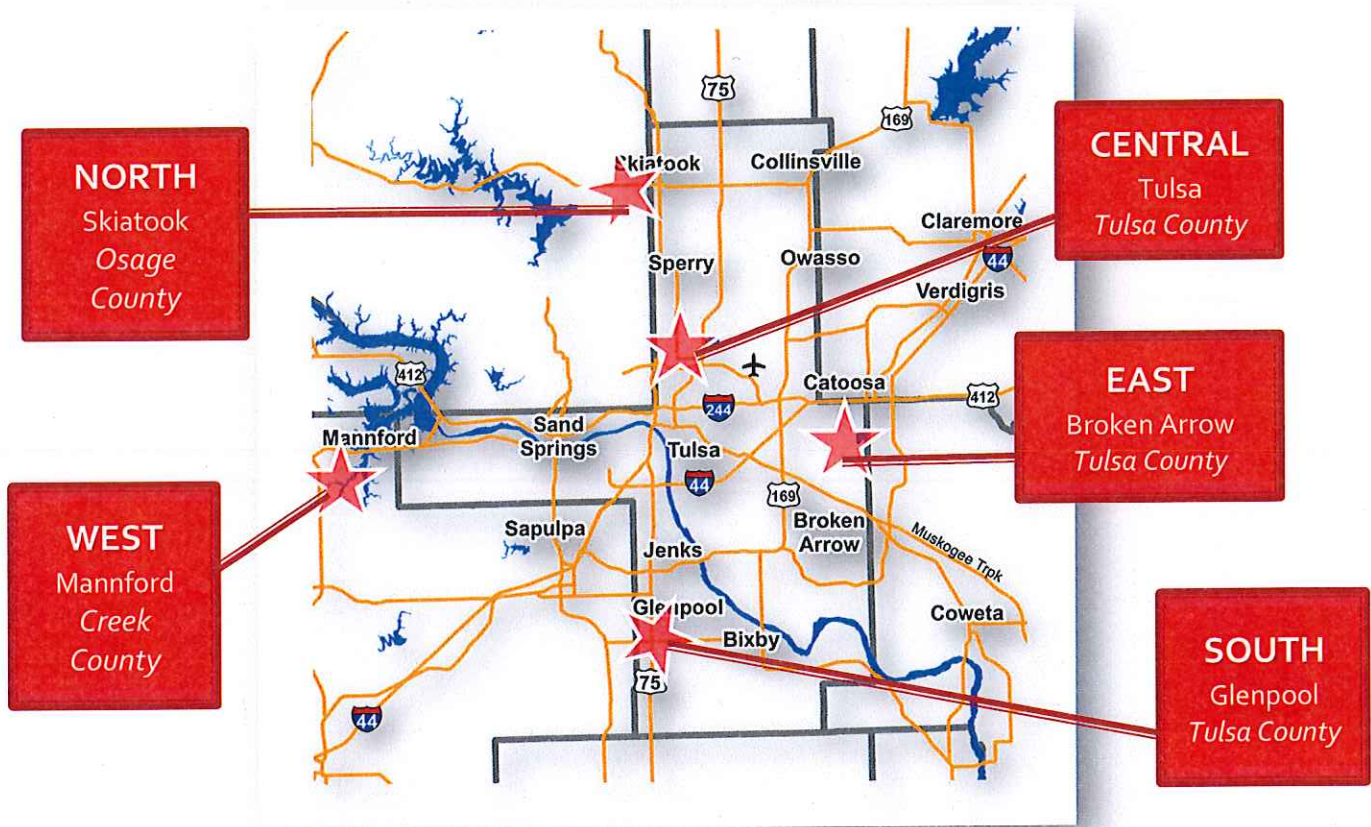 NORTH
Skiatook
Osage
County
WEST
Mannford
Creek
County
CENTRAL
Tulsa
Tulsa County
EAST
Broken Arrow
Tulsa County
SOUTH
Glenpool
Tulsa County
75
169
Skiatook
Collinsville
Claremore
44
Sperry
Owasso
Verdigris
412
Catoosa
412
244
Mannford
Sand
Springs
Tulsa
44
169
Sapulpa
Broken
Arrow
Jenks
Muskogee Trpk
Glenpool
Bixby
Coweta
75
44